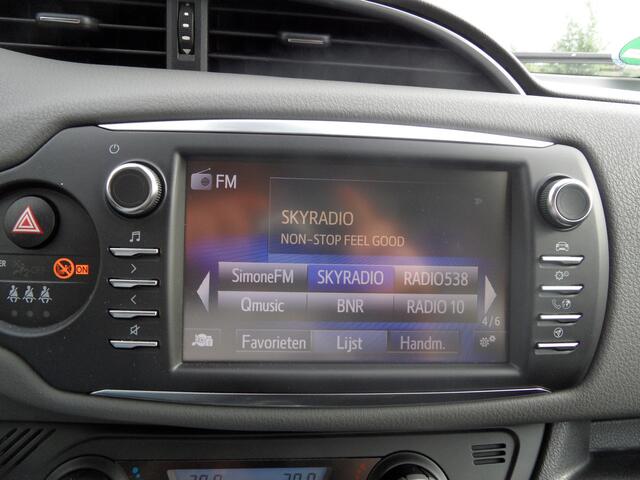 FM
SKYRADIO
NON-STOP FEEL GOOD
SimoneFM SKYRADIO RADIO538
Qmusic BNR RADIO 10
4/6
Favorieten Lijst Handm.
ON